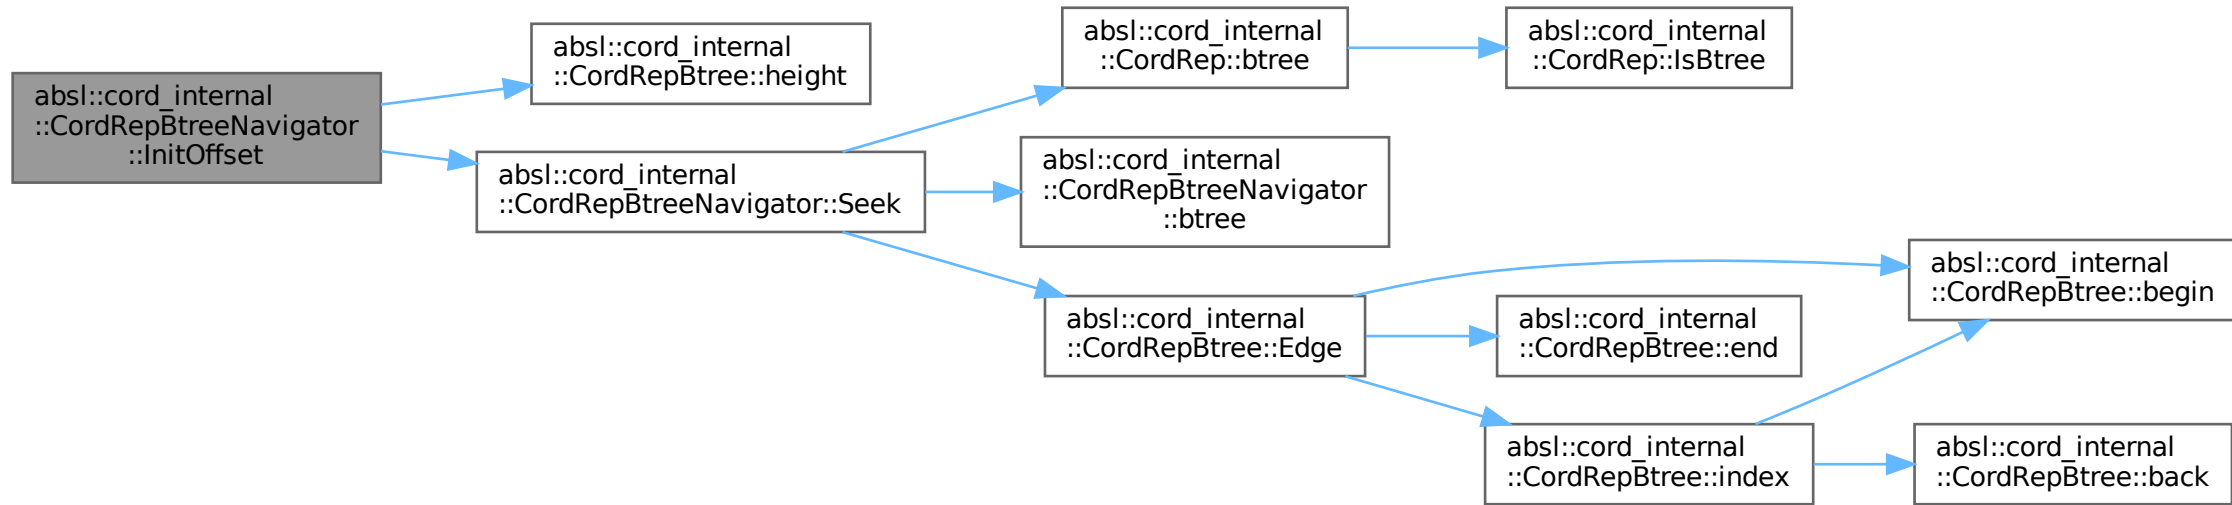 absl::cord_internal
::CordRepBtreeNavigator
::InitOffset
absl::cord_internal
::CordRepBtree::height
absl::cord_internal
::CordRepBtreeNavigator::Seek
absl::cord_internal
::CordRep::btree
absl::cord_internal
::CordRep::IsBtree
absl::cord_internal
::CordRepBtreeNavigator
::btree
absl::cord_internal
::CordRepBtree::Edge
absl::cord_internal
::CordRepBtree::begin
absl::cord_internal
::CordRepBtree::end
absl::cord_internal
::CordRepBtree::index
absl::cord_internal
::CordRepBtree::back